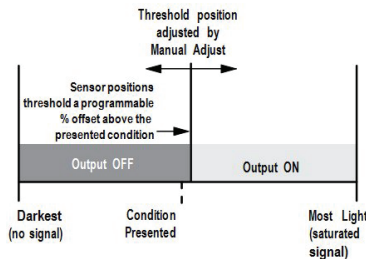 Threshold position
adjusted by
Manual Adjust
Sensor positions
threshold a programmable
% offset above the
presented condition
Output OFF
Output ON
Darkest
(no signal)
Condition
Presented
Most Light
(saturated
signal)